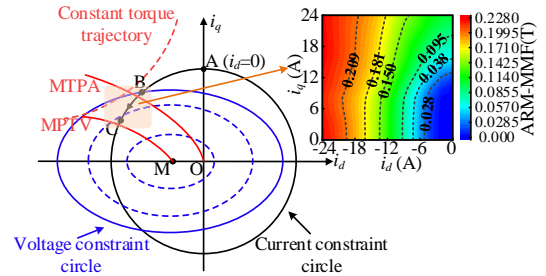 Constant torque
trajectory
i_q
A (i_d=0)
MTPA
B
MPTV
C
M
O
i_d
Voltage constraint
circle
Current constraint
circle
24
18
12
6
0
i_q (A)
-24
-18
-12
-6
0
i_d (A)
0.209
0.181
0.150
0.095
0.038
0.028
0.2280
0.1995
0.1710
0.1425
0.1140
0.0855
0.0570
0.0285
0.000
ARM-MMF(T)